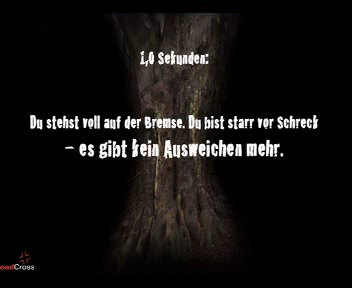 1,0 Sekunden:
Du stehst voll auf der Bremse. Du bist starr vor Schreck
– es gibt kein Ausweichen mehr.
oadCross